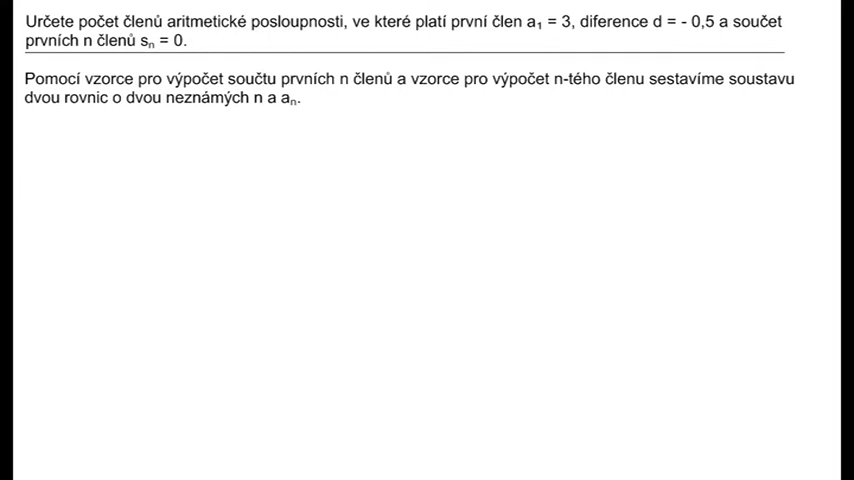 Určete počet členů aritmetické posloupnosti, ve které platí první člen a₁ = 3, diference d = - 0,5 a součet
prvních n členů sₙ = 0.
Pomocí vzorce pro výpočet součtu prvních n členů a vzorce pro výpočet n-tého členu sestavíme soustavu
dvou rovnic o dvou neznámých n a aₙ.